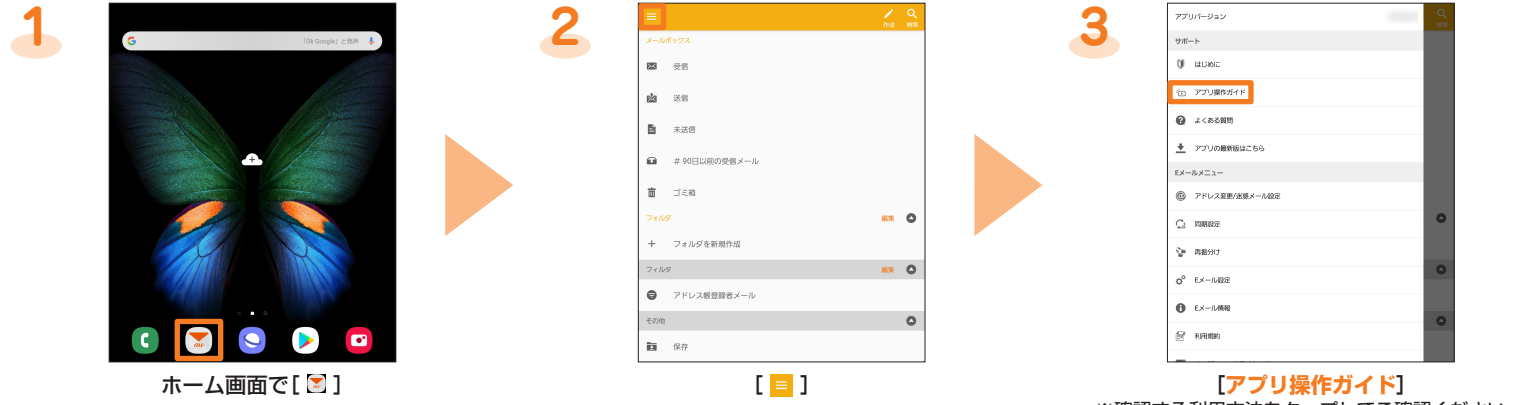 1
「Ok Google」と発声
au
ホーム画面で[ ]
2
作成
検索
メールボックス
受信
送信
未送信
# 90日以前の受信メール
ゴミ箱
フォルダ
編集
+ フォルダを新規作成
フィルタ
編集
アドレス帳登録者メール
その他
保存
[ ≡ ]
3
アプリバージョン
検索
サポート
はじめに
アプリ操作ガイド
よくある質問
アプリの最新版はこちら
Eメールメニュー
アドレス変更/迷惑メール設定
同期設定
再振分け
Eメール設定
Eメール情報
利用規約
[アプリ操作ガイド]